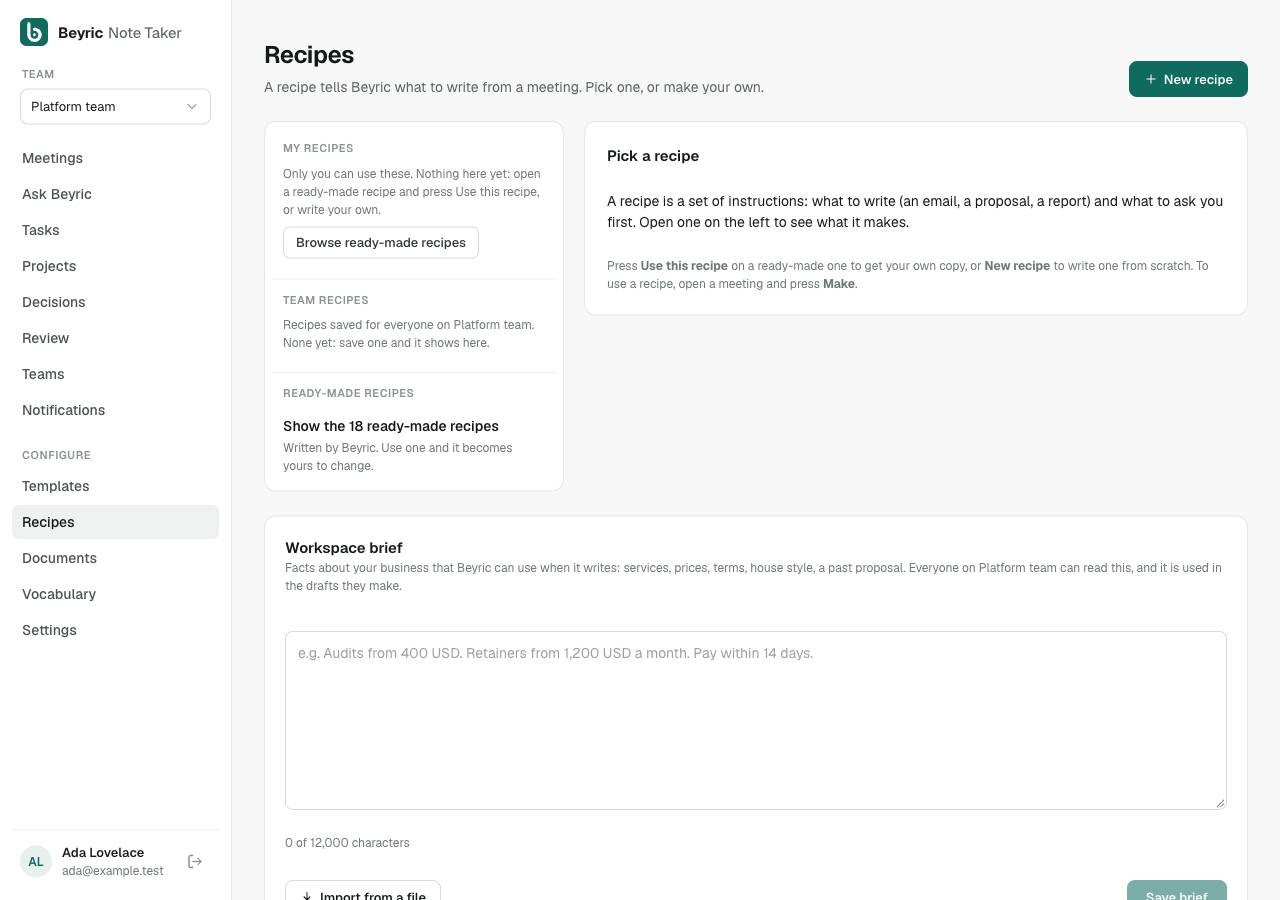 Beyric Note Taker
TEAM
Platform team
Meetings
Ask Beyric
Tasks
Projects
Decisions
Review
Teams
Notifications
CONFIGURE
Templates
Recipes
Documents
Vocabulary
Settings
AL
Ada Lovelace
ada@example.test
Recipes
A recipe tells Beyric what to write from a meeting. Pick one, or make your own.
New recipe
MY RECIPES
Only you can use these. Nothing here yet: open
a ready-made recipe and press Use this recipe,
or write your own.
Browse ready-made recipes
TEAM RECIPES
Recipes saved for everyone on Platform team.
None yet: save one and it shows here.
READY-MADE RECIPES
Show the 18 ready-made recipes
Written by Beyric. Use one and it becomes
yours to change.
Pick a recipe
A recipe is a set of instructions: what to write (an email, a proposal, a report) and what to ask you
first. Open one on the left to see what it makes.
Press Use this recipe on a ready-made one to get your own copy, or New recipe to write one from scratch. To
use a recipe, open a meeting and press Make.
Workspace brief
Facts about your business that Beyric can use when it writes: services, prices, terms, house style, a past proposal. Everyone on Platform team can read this, and it is used in
the drafts they make.
e.g. Audits from 400 USD. Retainers from 1,200 USD a month. Pay within 14 days.
0 of 12,000 characters
Import from a file
Save brief